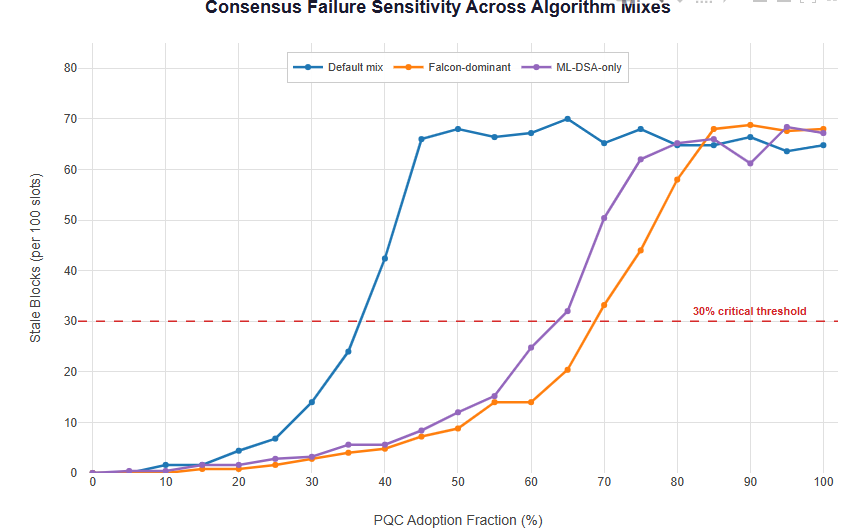 Consensus Failure Sensitivity Across Algorithm Mixes
Default mix
Falcon-dominant
ML-DSA-only
80
70
60
50
40
30
20
10
0
Stale Blocks (per 100 slots)
30% critical threshold
0 10 20 30 40 50 60 70 80 90 100
PQC Adoption Fraction (%)